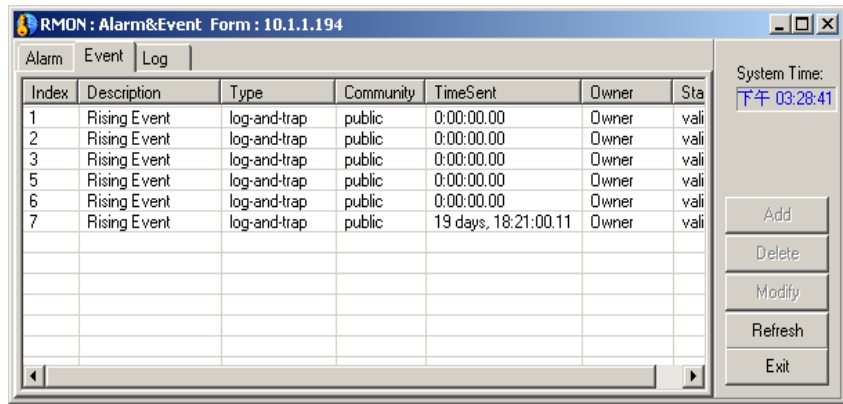 RMON : Alarm&Event Form : 10.1.1.194
Alarm Event Log
System Time:
下午 03:28:41
Index Description Type Community TimeSent Owner Sta
1 Rising Event log-and-trap public 0:00:00.00 Owner vali
2 Rising Event log-and-trap public 0:00:00.00 Owner vali
3 Rising Event log-and-trap public 0:00:00.00 Owner vali
5 Rising Event log-and-trap public 0:00:00.00 Owner vali
6 Rising Event log-and-trap public 0:00:00.00 Owner vali
7 Rising Event log-and-trap public 19 days, 18:21:00.11 Owner vali
Add
Delete
Modify
Refresh
Exit